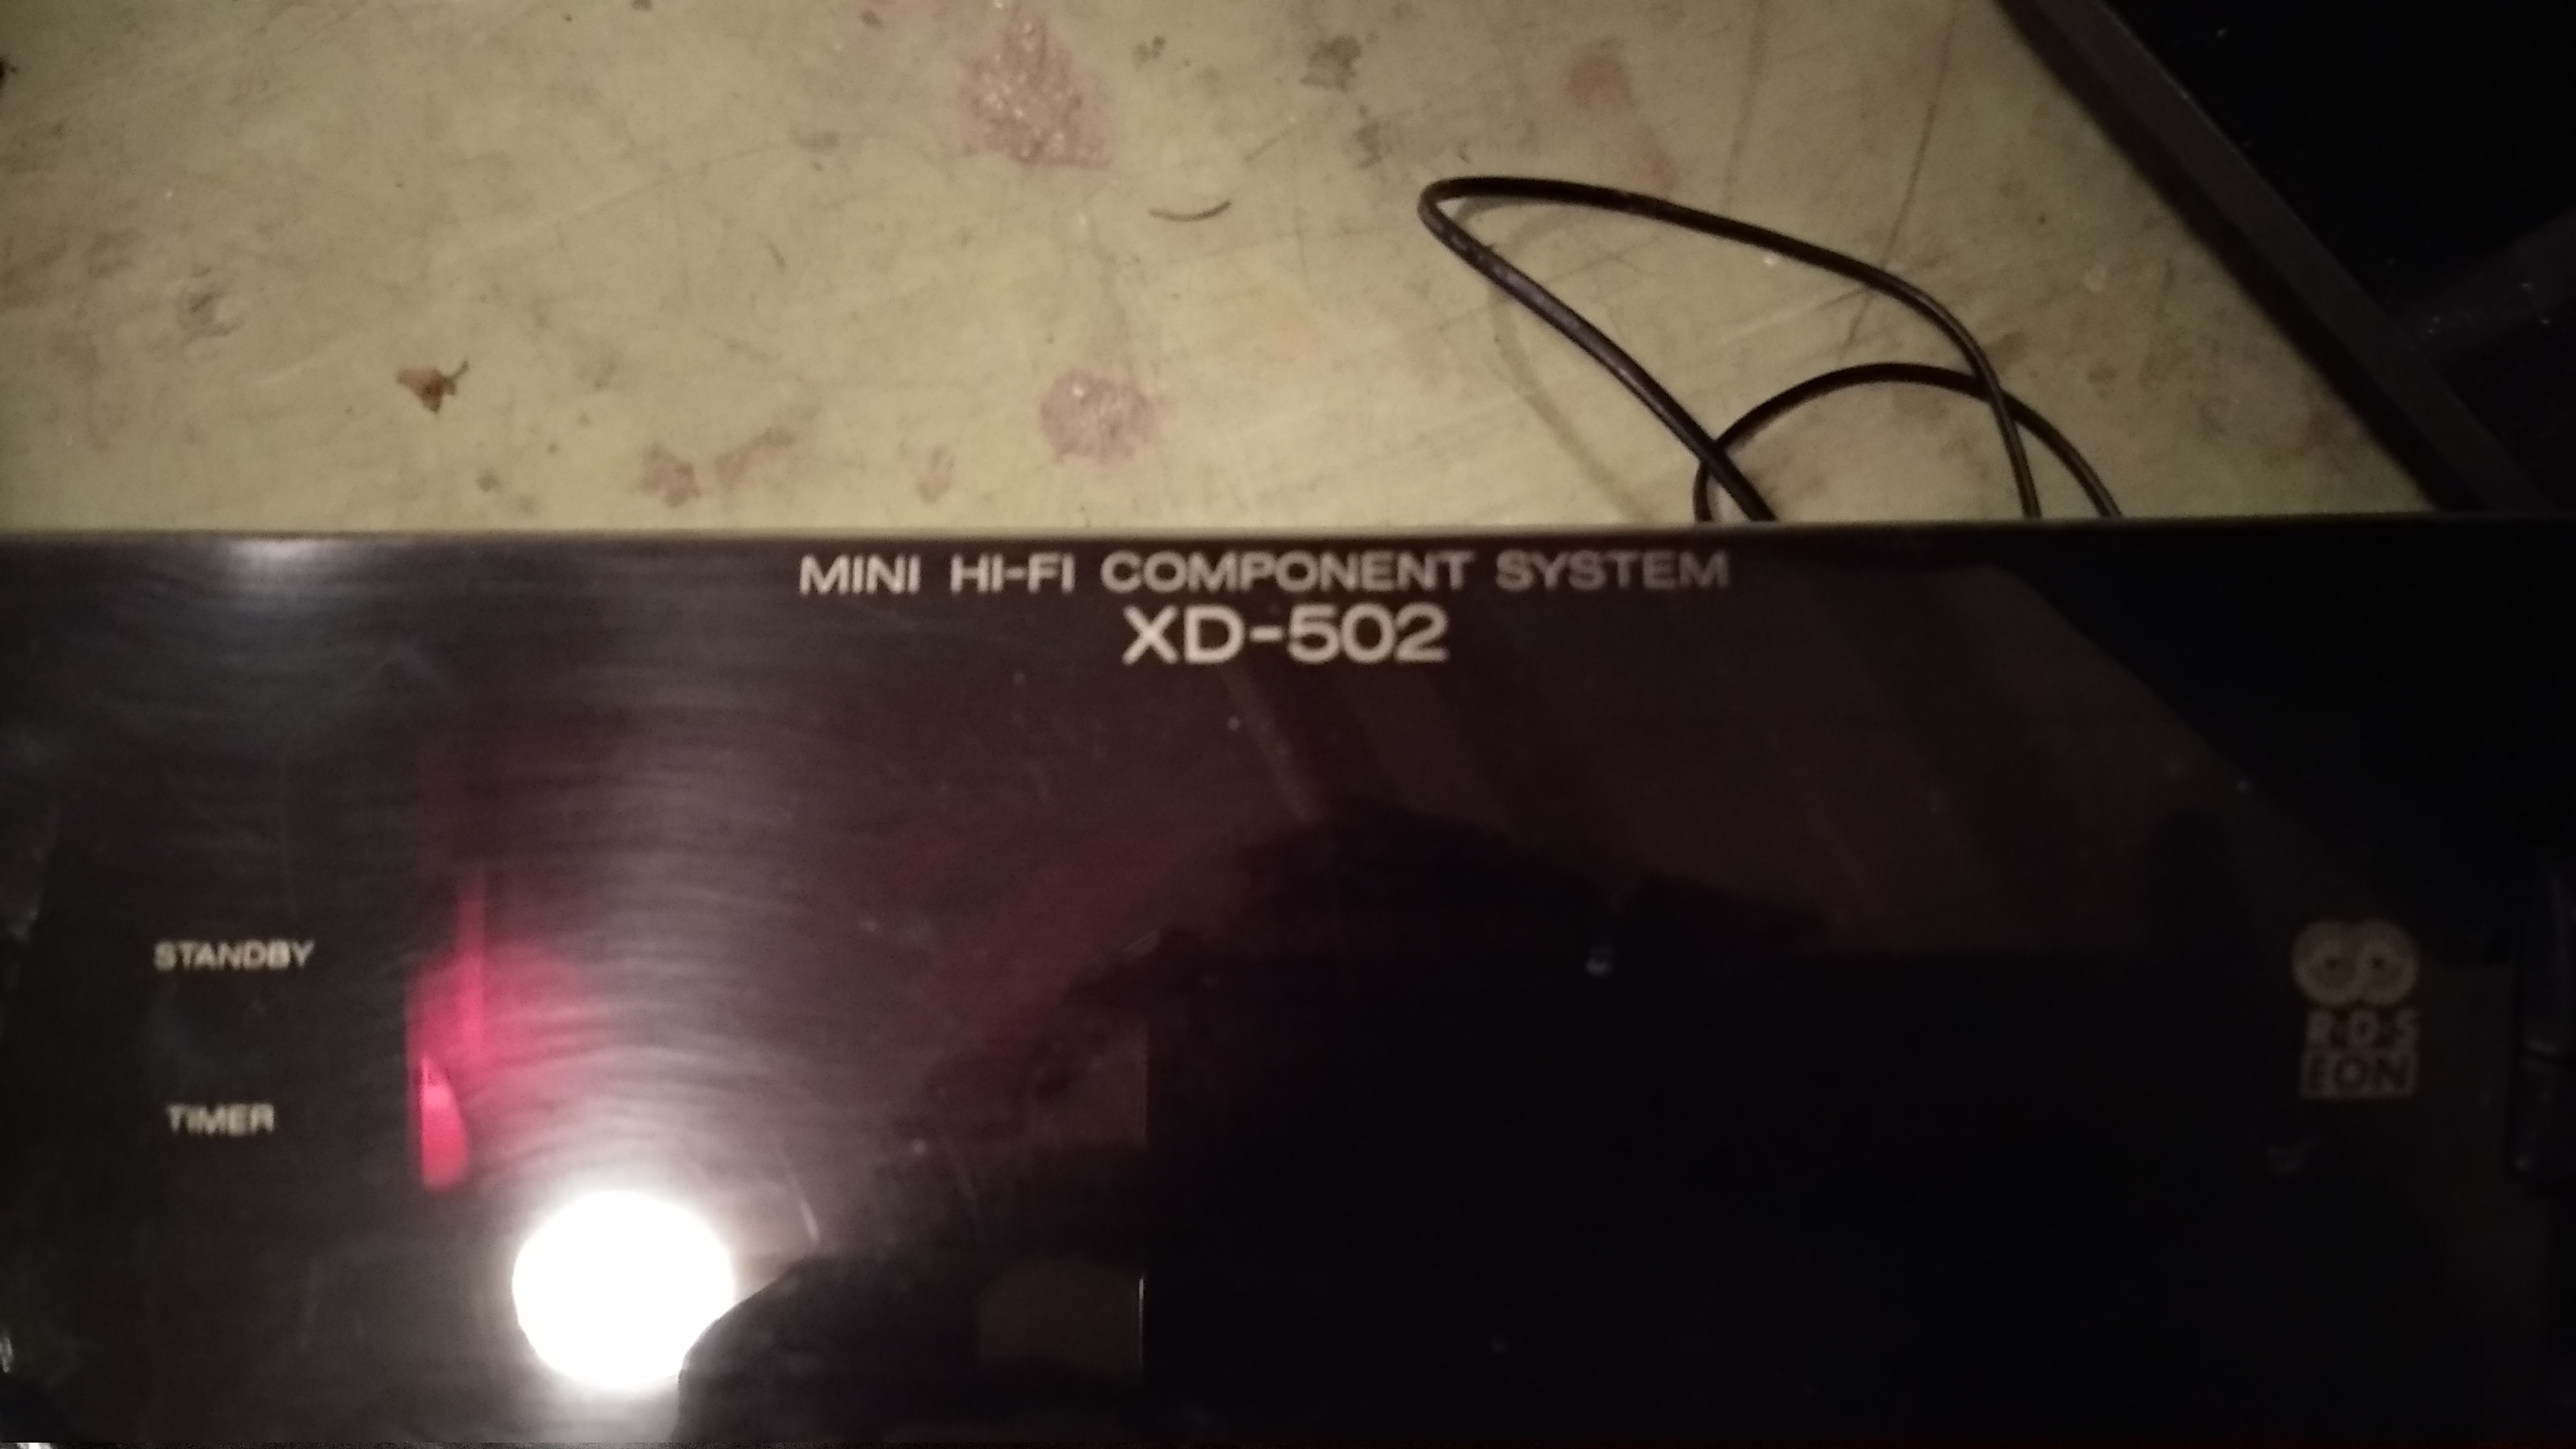 MINI HI-FI COMPONENT SYSTEM
XD-502
STANDBY
R·D·S
EON
TIMER